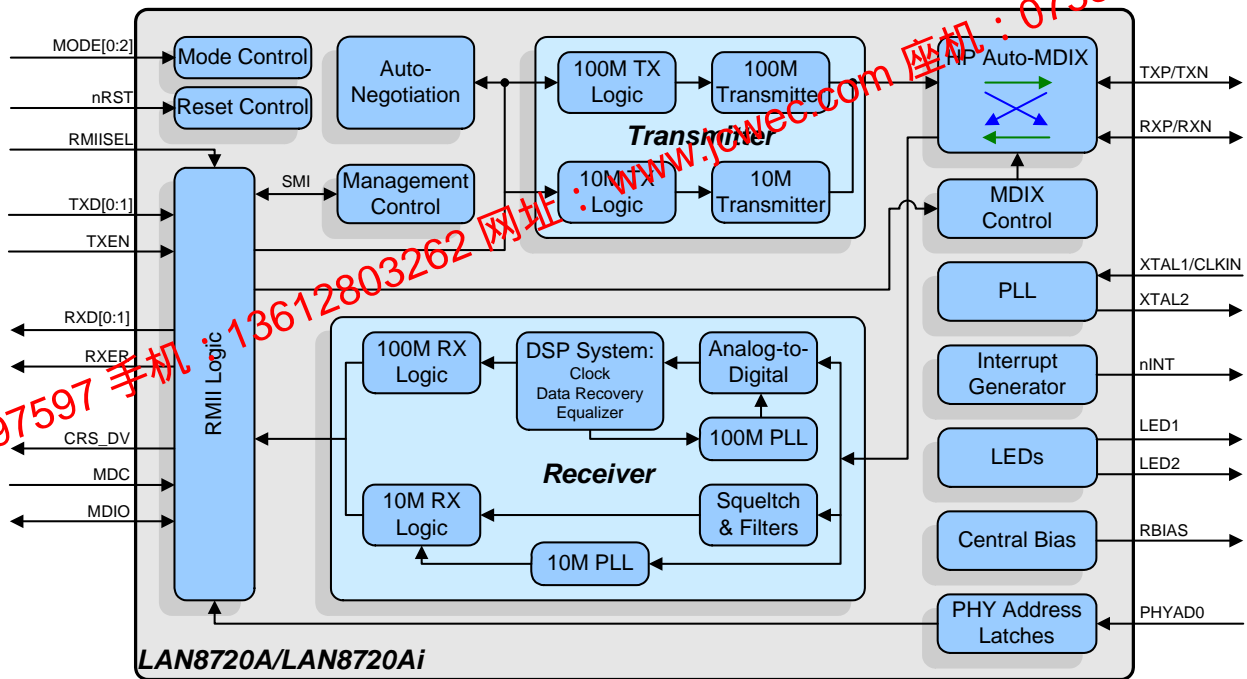 MODE[0:2]
nRST
RMIISEL
TXD[0:1]
TXEN
RXD[0:1]
RXER
CRS_DV
MDC
MDIO
Mode Control
Reset Control
RMII Logic
SMI
Auto-
Negotiation
Management
Control
100M TX
Logic
100M
Transmitter
Transmitter
10M TX
Logic
10M
Transmitter
HP Auto-MDIX
MDIX
Control
PLL
Interrupt
Generator
LEDs
Central Bias
PHY Address
Latches
TXP/TXN
RXP/RXN
XTAL1/CLKIN
XTAL2
nINT
LED1
LED2
RBIAS
PHYAD0
100M RX
Logic
DSP System:
Clock
Data Recovery
Equalizer
Analog-to-
Digital
100M PLL
Receiver
10M RX
Logic
Squeltch
& Filters
10M PLL
LAN8720A/LAN8720Ai
97597 手机：13612803262 网址：www.jcwec.com 座机：075